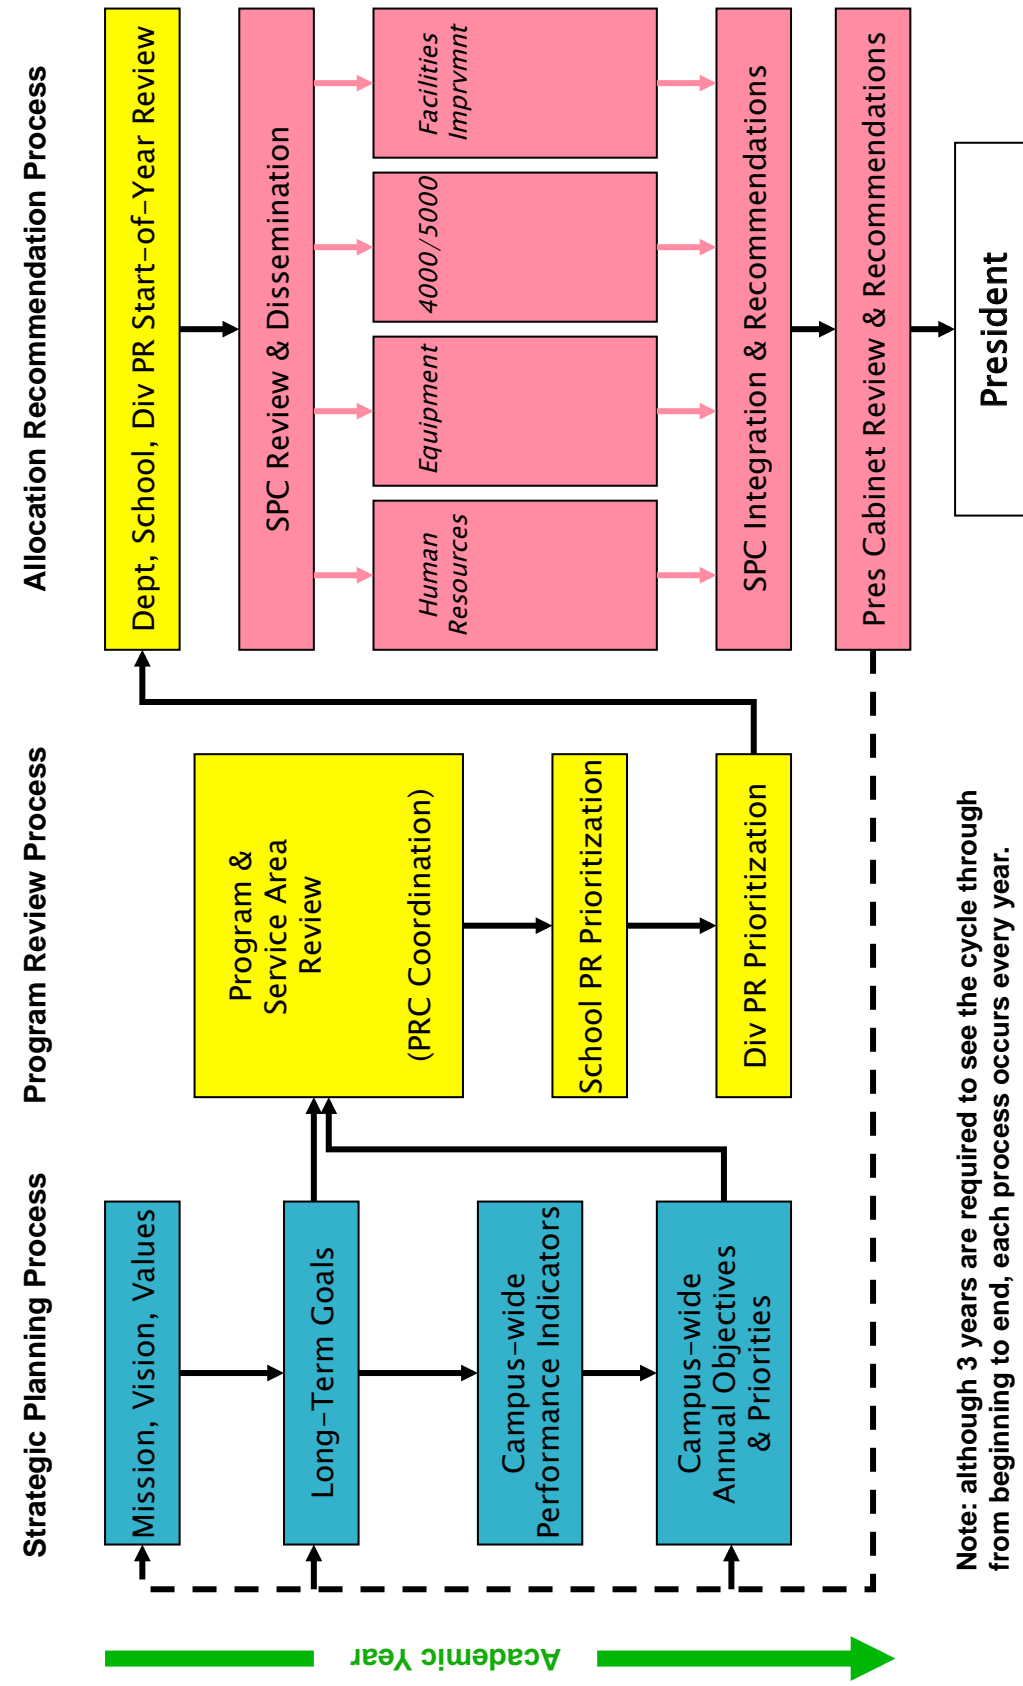 Strategic Planning Process
Program Review Process
Allocation Recommendation Process
Academic Year
Mission, Vision, Values
Long-Term Goals
Campus-wide
Performance Indicators
Campus-wide
Annual Objectives
& Priorities
Program &
Service Area
Review
(PRC Coordination)
School PR Prioritization
Div PR Prioritization
Dept, School, Div PR Start-of-Year Review
SPC Review & Dissemination
Human
Resources
Equipment
4000/5000
Facilities
Imprvmnt
SPC Integration & Recommendations
Pres Cabinet Review & Recommendations
President
Note: although 3 years are required to see the cycle through
from beginning to end, each process occurs every year.